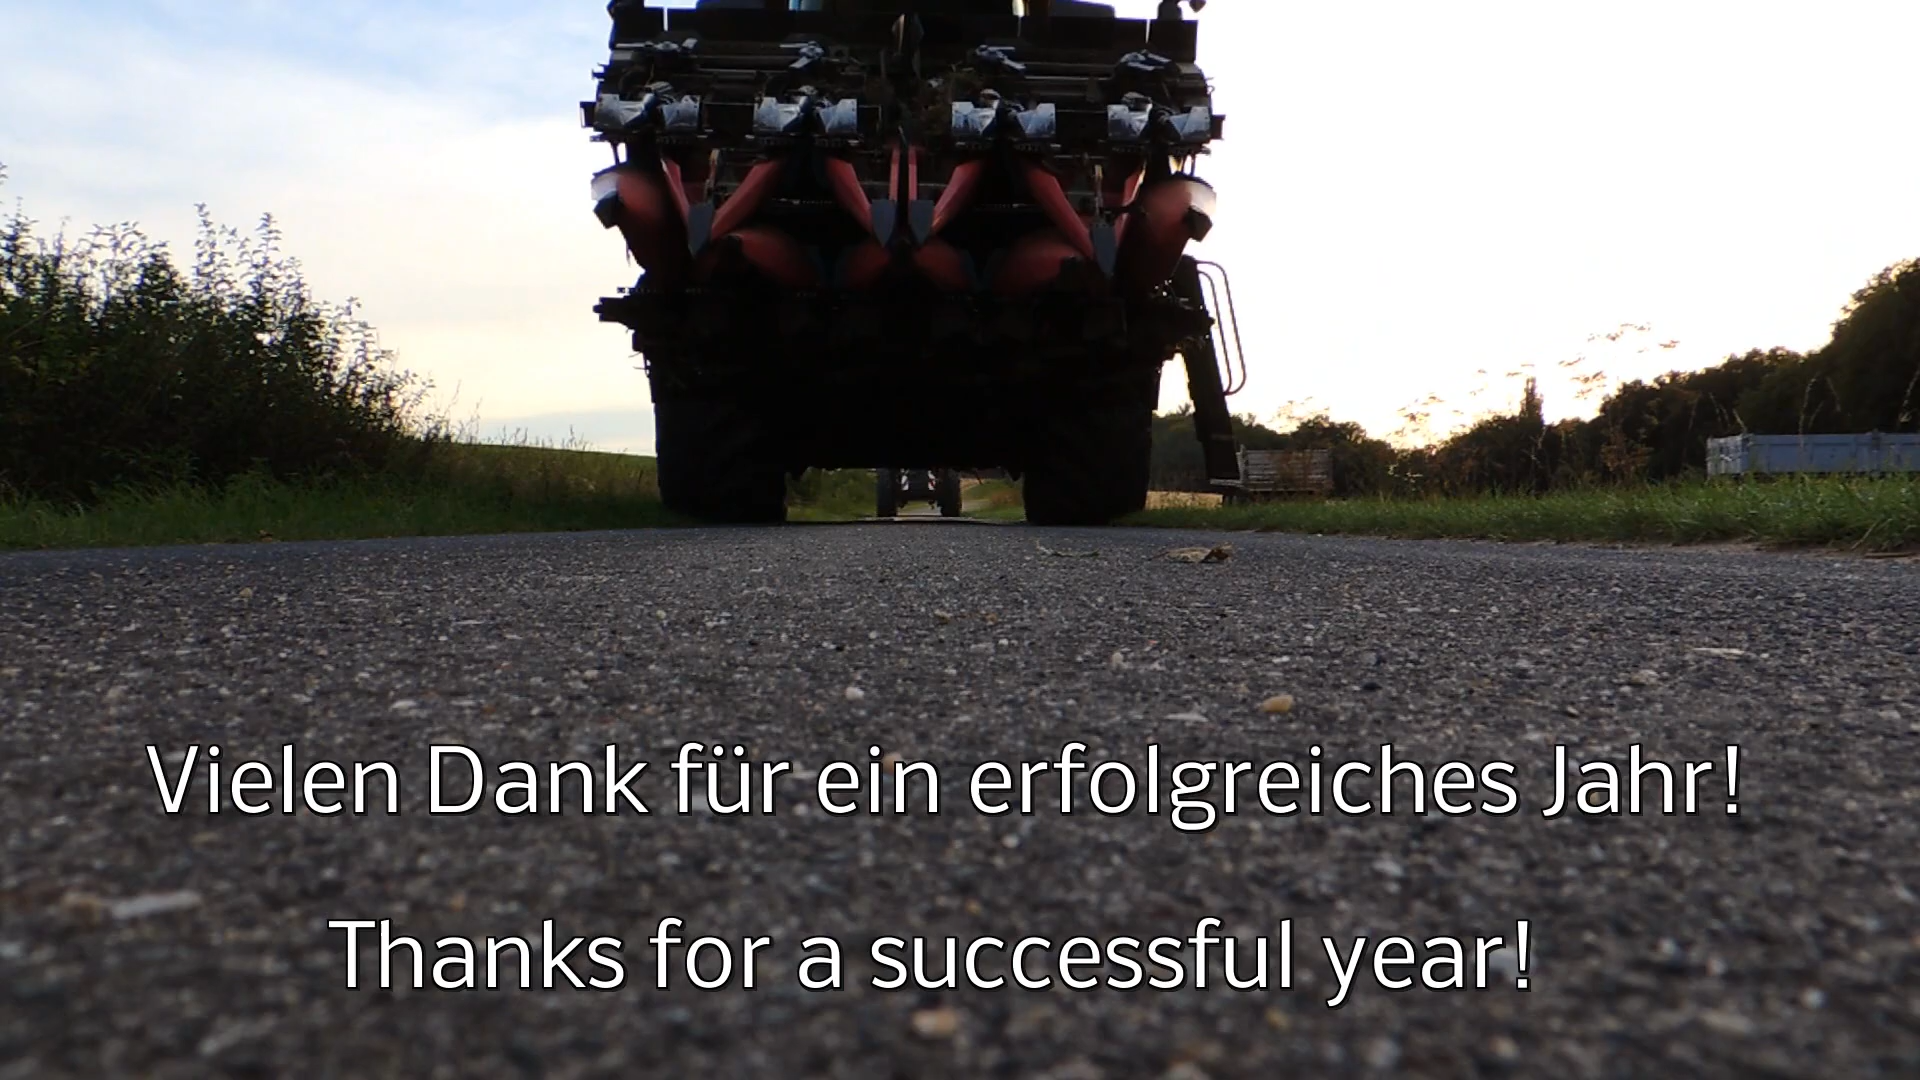 Vielen Dank für ein erfolgreiches Jahr!
Thanks for a successful year!